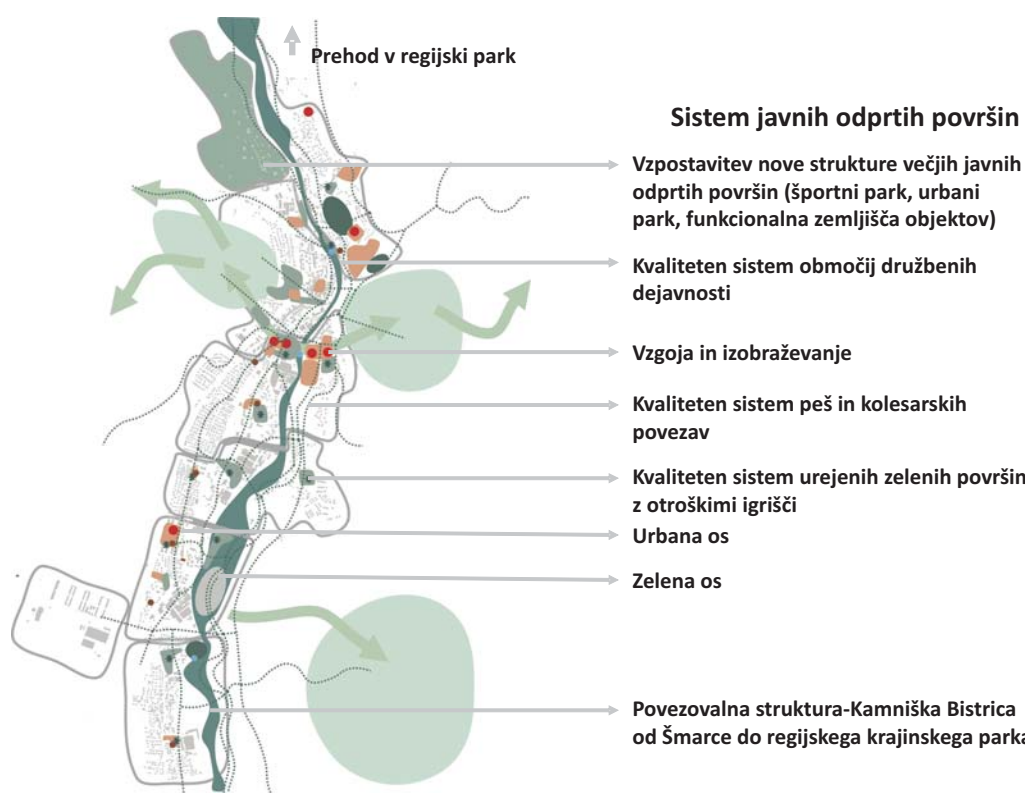 Prehod v regijski park
Sistem javnih odprtih površin
Vzpostavitev nove strukture večjih javnih
odprtih površin (športni park, urbani
park, funkcionalna zemljišča objektov)
Kvaliteten sistem območij družbenih
dejavnosti
Vzgoja in izobraževanje
Kvaliteten sistem peš in kolesarskih
povezav
Kvaliteten sistem urejenih zelenih površin
z otroškimi igrišči
Urbana os
Zelena os
Povezovalna struktura-Kamniška Bistrica
od Šmarce do regijskega krajinskega parka